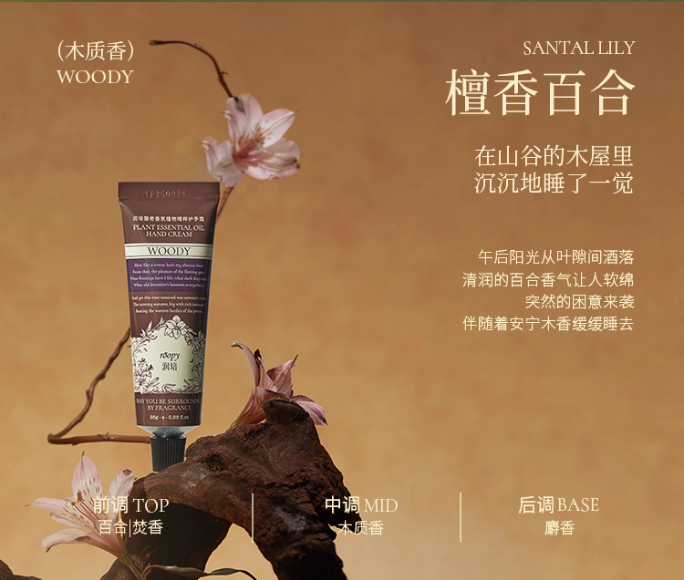 （木质香）
WOODY
SANTAL LILY
檀香百合
在山谷的木屋里
沉沉地睡了一觉
午后阳光从叶隙间洒落
清润的百合香气让人软绵
突然的困意来袭
伴随着安宁木香缓缓睡去
PLANT ESSENTIAL OIL
HAND CREAM
WOODY
roopy
润培
MAY YOU BE SURROUNDED
BY FRAGRANCE
前调 TOP
百合|焚香
中调 MID
木质香
后调 BASE
麝香